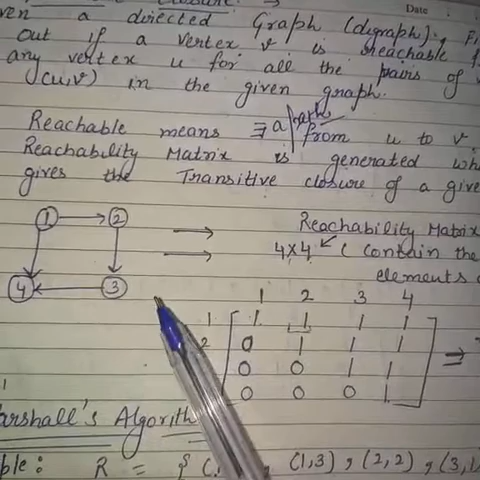 Date
ven a directed Graph (digraph),
out if a vertex v is reachable
any vertex u for all the pairs of
(u,v) in the given graph.
Reachable means ∃ a path from u to v.
Reachability Matrix is generated
gives the Transitive closure of a give
1 → 2
4 ← 3
Reachability Matrix
4x4 (contain the
elements
1 2 3 4
1 1 1 1 1
2 0 1 1 1
0 0 1 1
0 0 0 1
⇒
arshall's Algorith
ple: R = { (1,3), (2,2), (3,